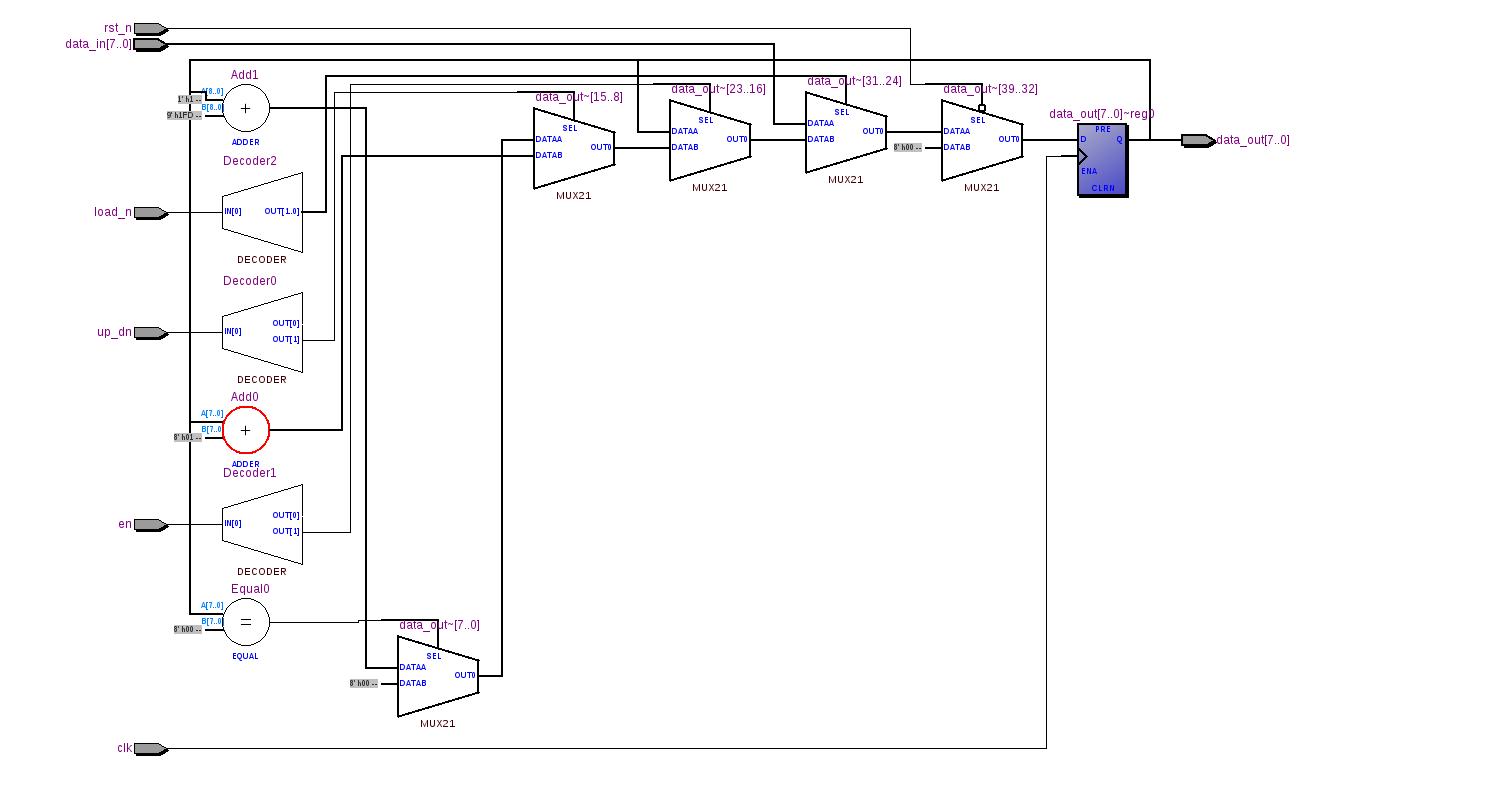 rst_n
data_in[7..0]
Add1
A[8..0]
1' h1 --
B[8..0]
9' h1FD --
+
ADDER
Decoder2
load_n
IN[0]
OUT[1..0]
DECODER
Decoder0
up_dn
IN[0]
OUT[0]
OUT[1]
DECODER
Add0
A[7..0]
B[7..0]
8' h01 --
+
ADDER
Decoder1
en
IN[0]
OUT[0]
OUT[1]
DECODER
Equal0
A[7..0]
B[7..0]
8' h00 --
=
EQUAL
data_out~[7..0]
SEL
DATAA
OUT0
8' h00 --
DATAB
MUX21
data_out~[15..8]
SEL
DATAA
OUT0
DATAB
MUX21
data_out~[23..16]
SEL
DATAA
OUT0
DATAB
MUX21
data_out~[31..24]
SEL
DATAA
OUT0
DATAB
MUX21
data_out~[39..32]
SEL
DATAA
OUT0
8' h00 --
DATAB
MUX21
data_out[7..0]~reg0
PRE
D
Q
ENA
CLRN
data_out[7..0]
clk